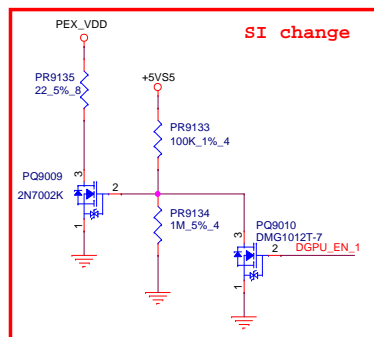 PEX_VDD
SI change
PR9135
22_5%_8
+5VS5
PR9133
100K_1%_4
PQ9009
3
2
2N7002K
1
PR9134
1M_5%_4
PQ9010
DMG1012T-7
3
2
DGPU_EN_1
1